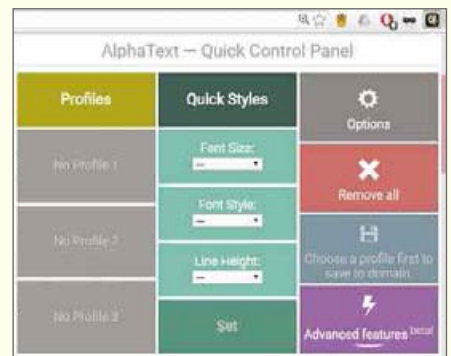 AlphaText — Quick Control Panel
Profiles
No Profile 1
No Profile 2
No Profile 3
Quick Styles
Font Size:
---
Font Style:
---
Line Height:
---
Set
Options
Remove all
Choose a profile first to
save to domain.
Advanced features beta!